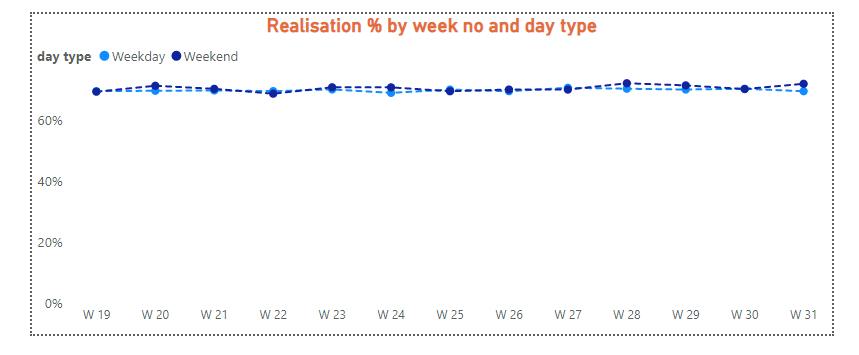 Realisation % by week no and day type
day type Weekday Weekend
60%
40%
20%
0%
W 19 W 20 W 21 W 22 W 23 W 24 W 25 W 26 W 27 W 28 W 29 W 30 W 31